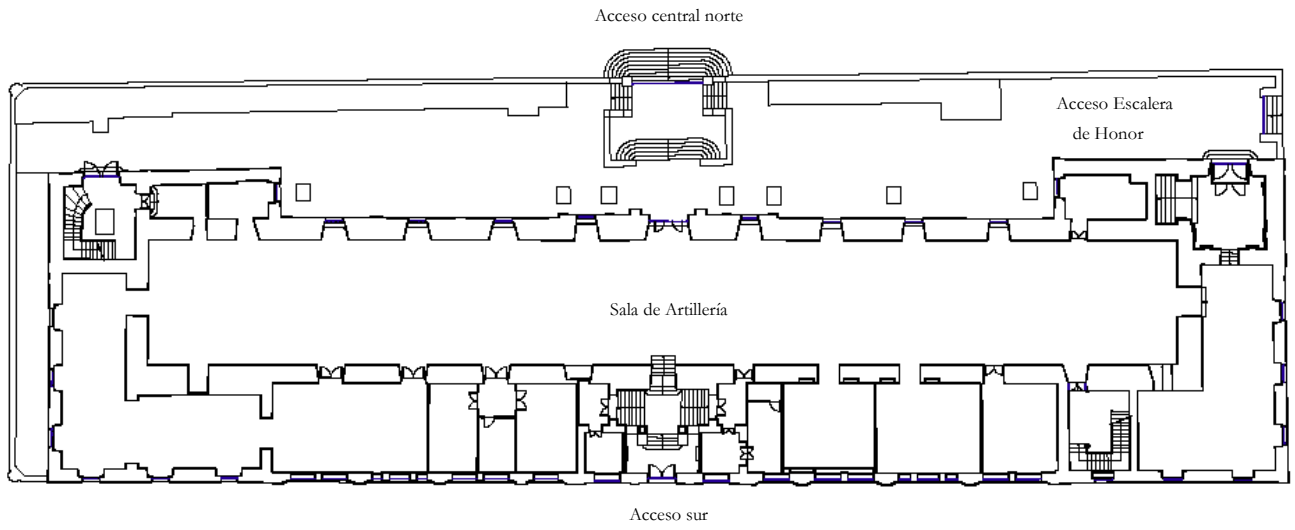 Acceso central norte
Acceso Escalera
de Honor
Sala de Artillería
Acceso sur